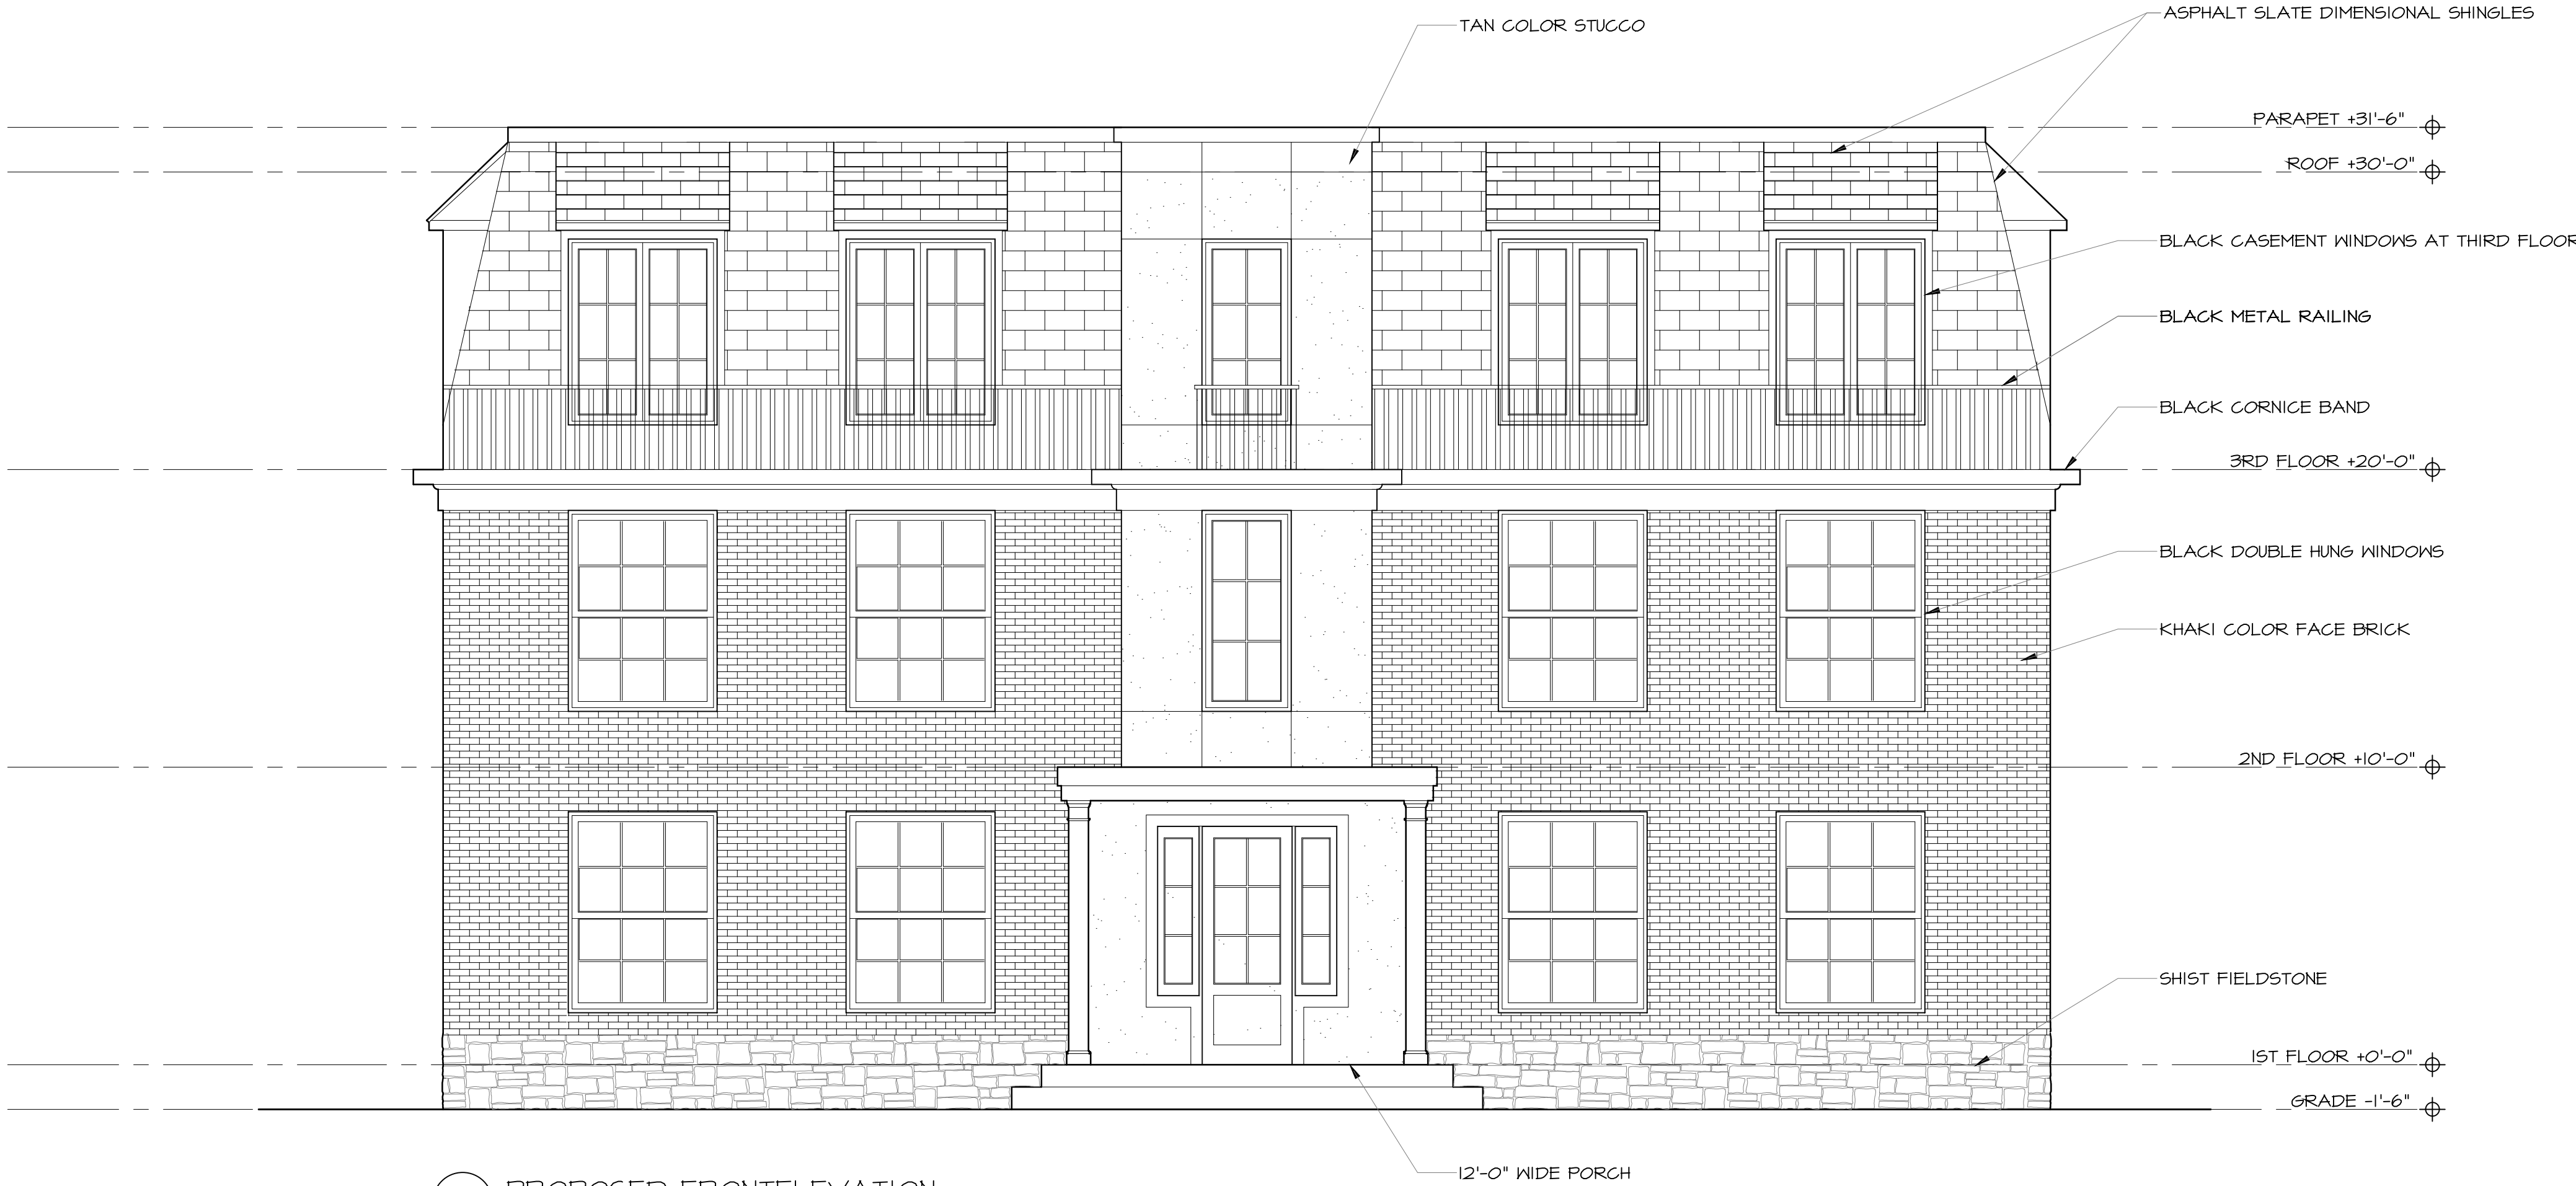 ASPHALT SLATE DIMENSIONAL SHINGLES
TAN COLOR STUCCO
PARAPET +31'-6"
ROOF +30'-0"
BLACK CASEMENT WINDOWS AT THIRD FLOOR
BLACK METAL RAILING
BLACK CORNICE BAND
3RD FLOOR +20'-0"
BLACK DOUBLE HUNG WINDOWS
KHAKI COLOR FACE BRICK
2ND FLOOR +10'-0"
SHIST FIELDSTONE
1ST FLOOR +0'-0"
GRADE -1'-6"
12'-0" WIDE PORCH
PROPOSED FRONTELEVATION